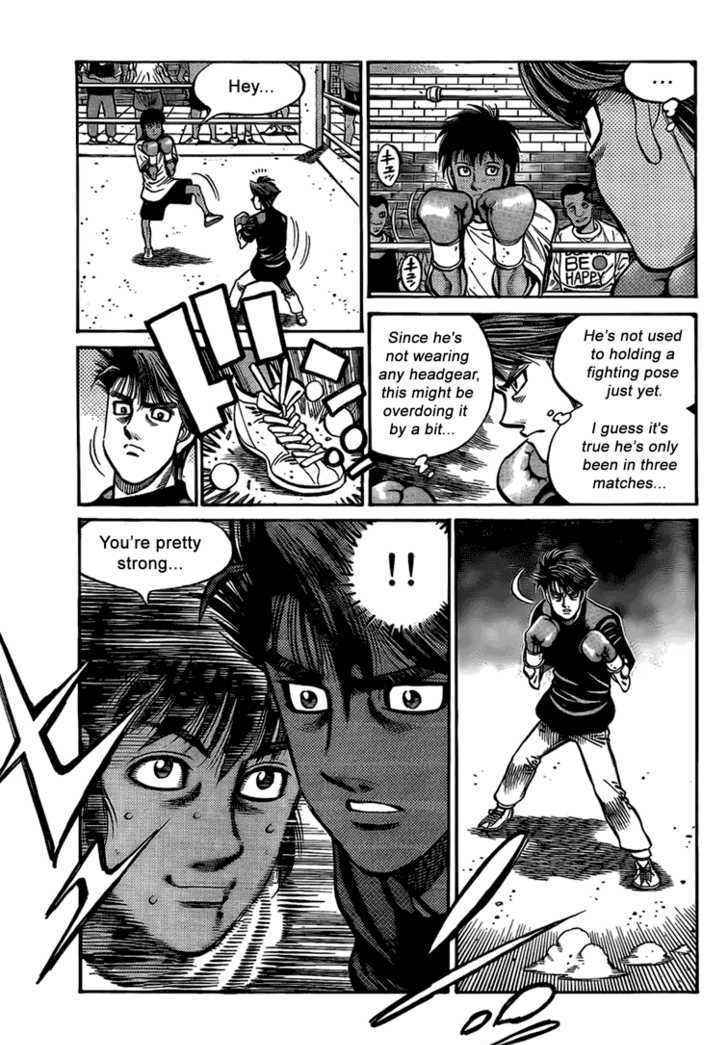 ...
キュッ
キュッ
BE
HAPPY
Hey...
He's not used
to holding a
fighting pose
just yet.
I guess it's
true he's only
been in three
matches...
Since he's
not wearing
any headgear,
this might be
overdoing it
by a bit...
!!
You're pretty
strong...